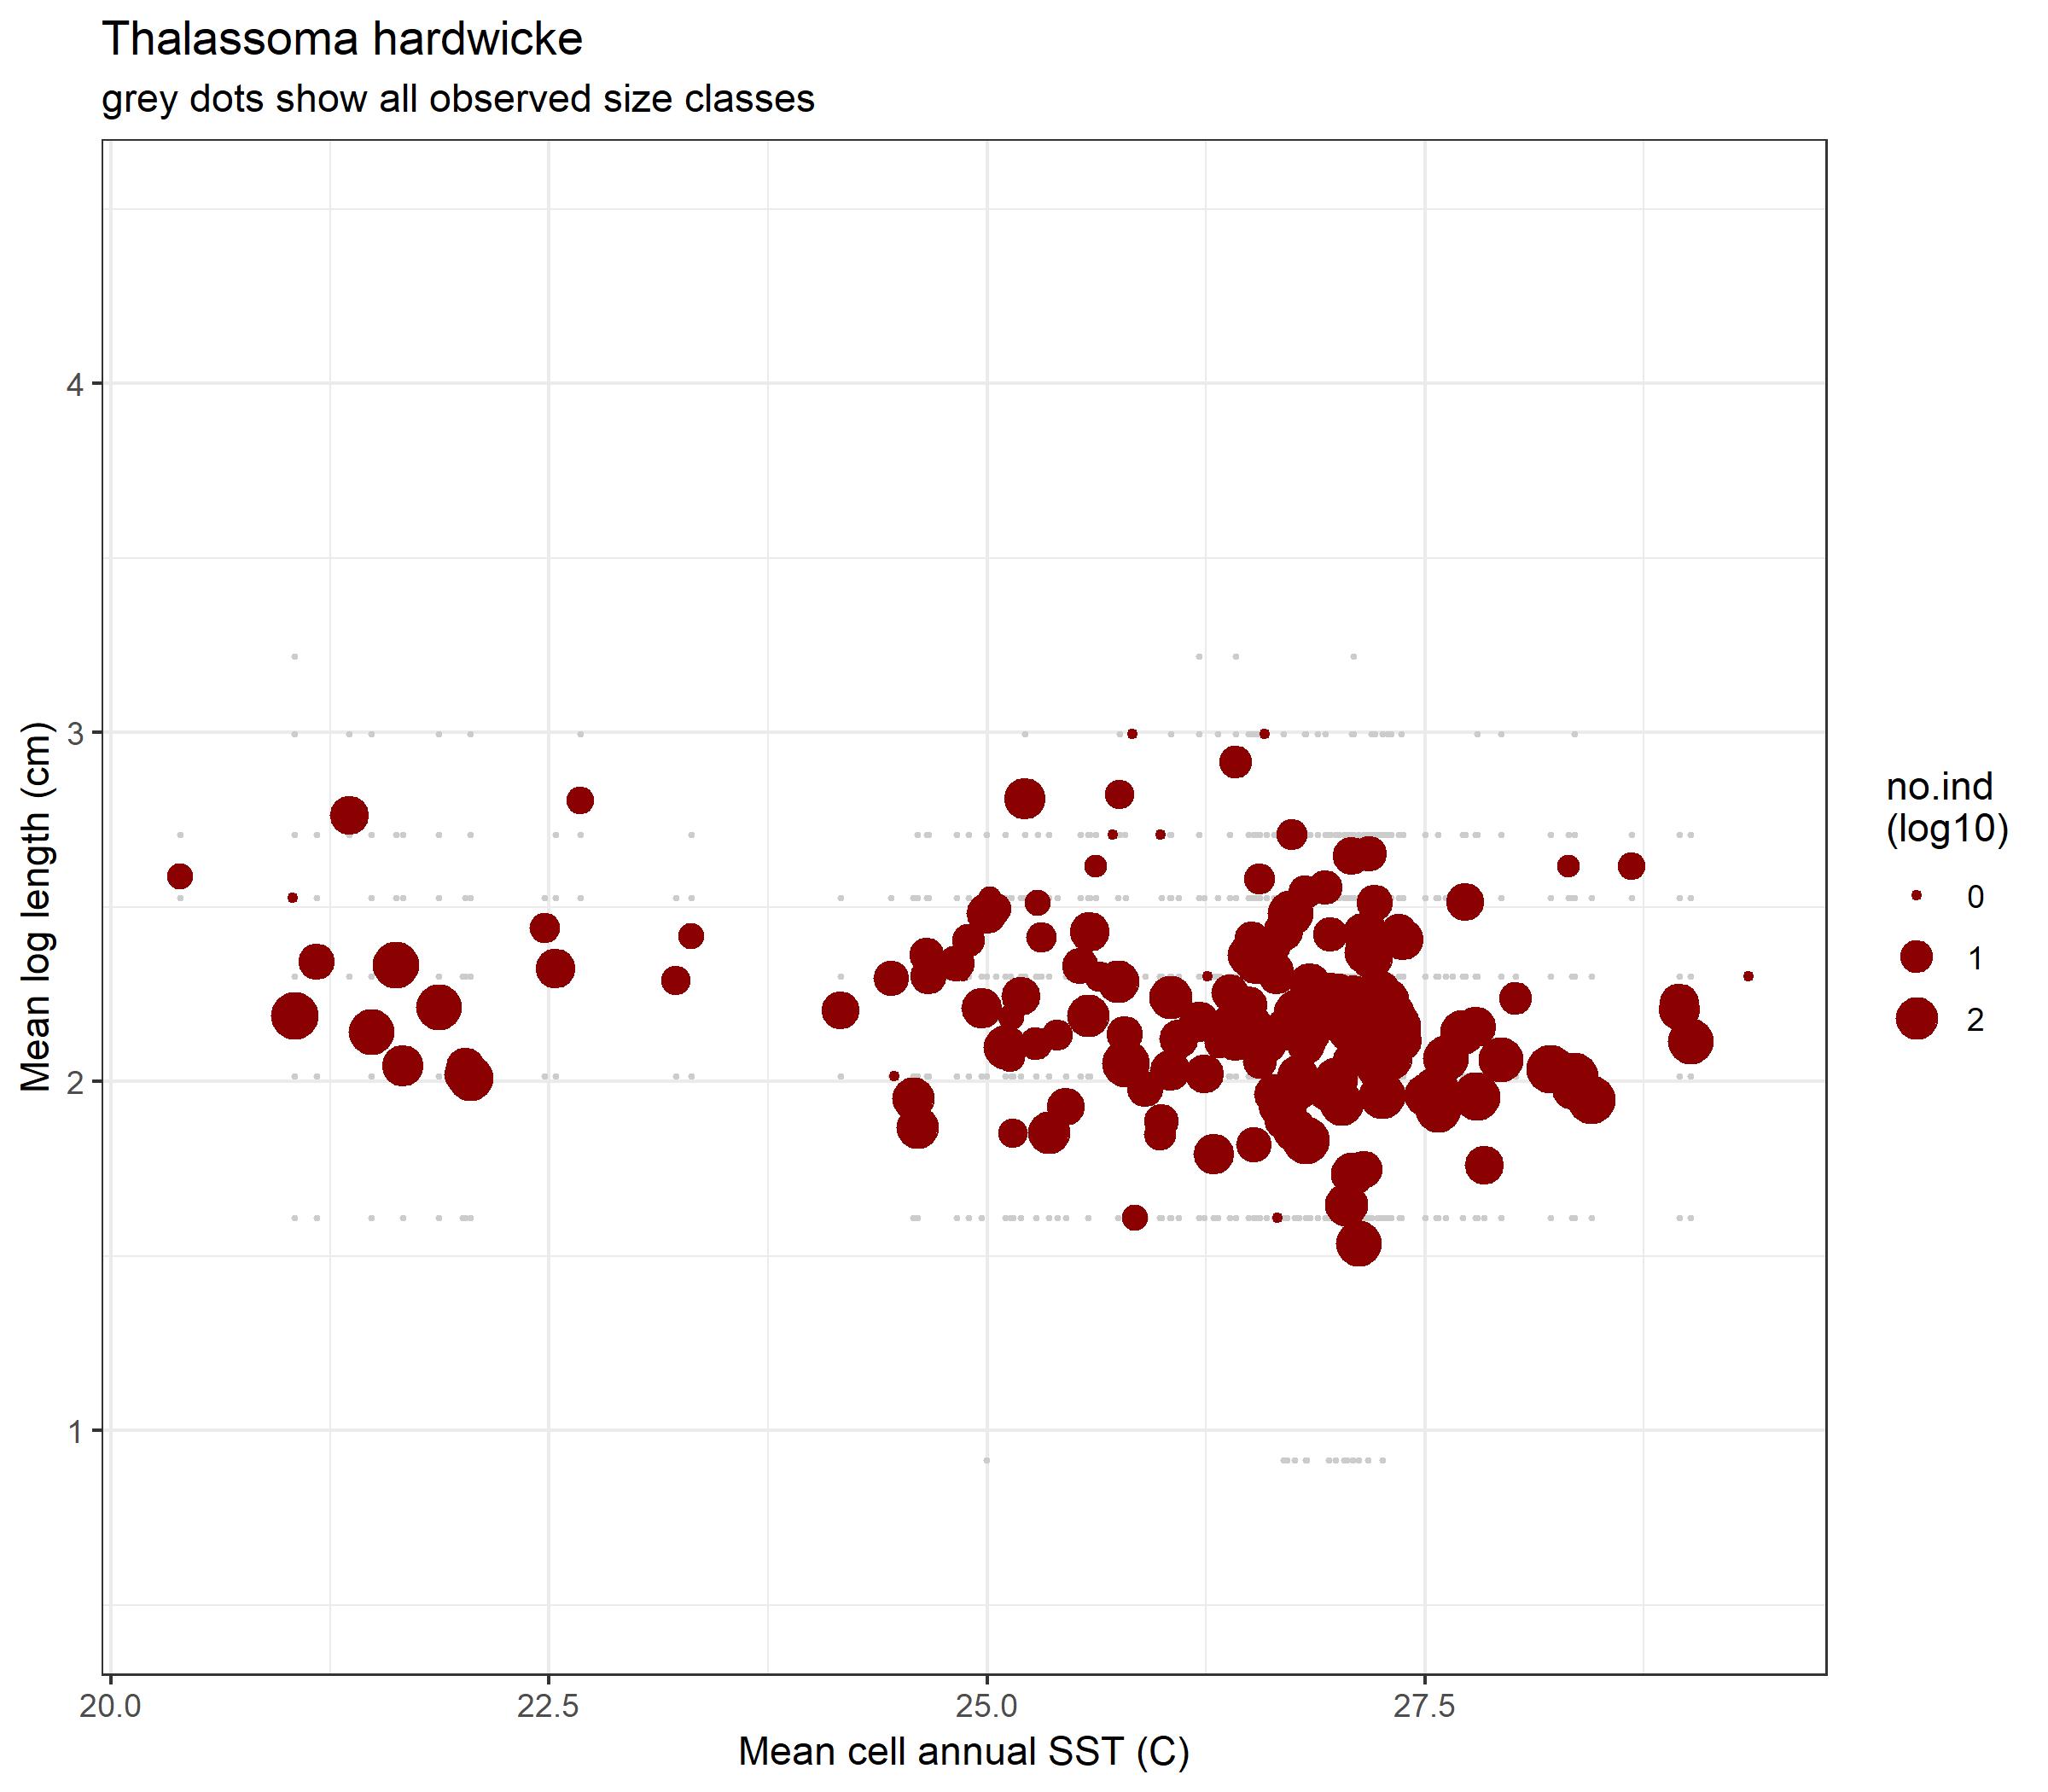 Thalassoma hardwicke
grey dots show all observed size classes
Mean log length (cm)
4
3
2
1
20.0
22.5
25.0
27.5
Mean cell annual SST (C)
no.ind
(log10)
0
1
2